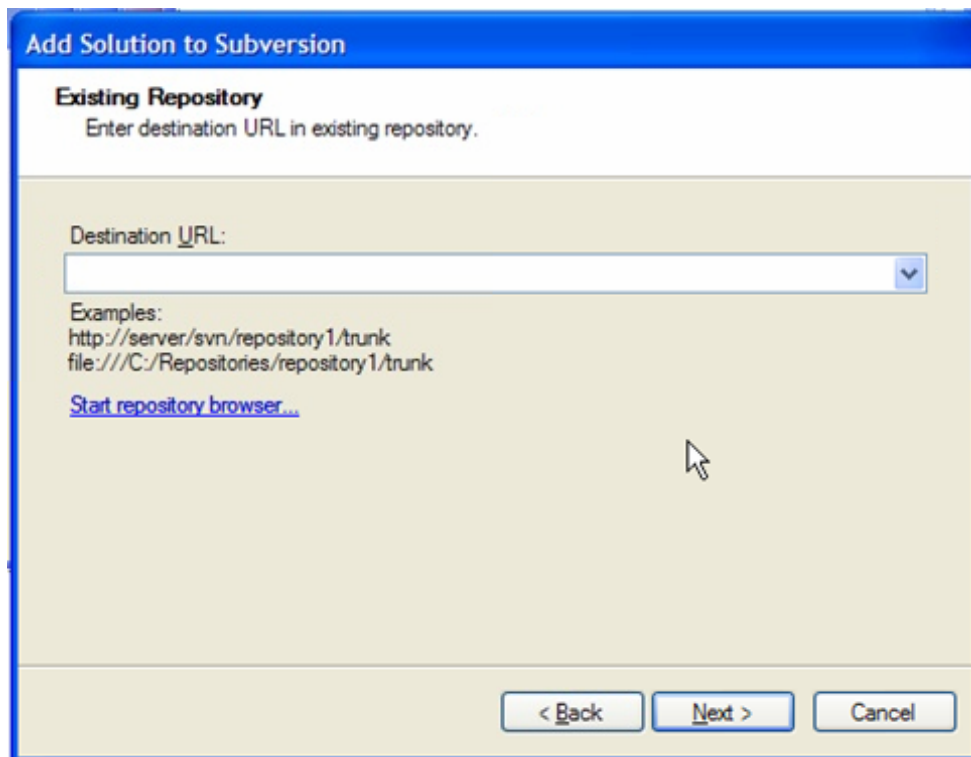 Add Solution to Subversion
Existing Repository
Enter destination URL in existing repository.
Destination URL:
Examples:
http://server/svn/repository1/trunk
file:///C:/Repositories/repository1/trunk
Start repository browser...
< Back
Next >
Cancel